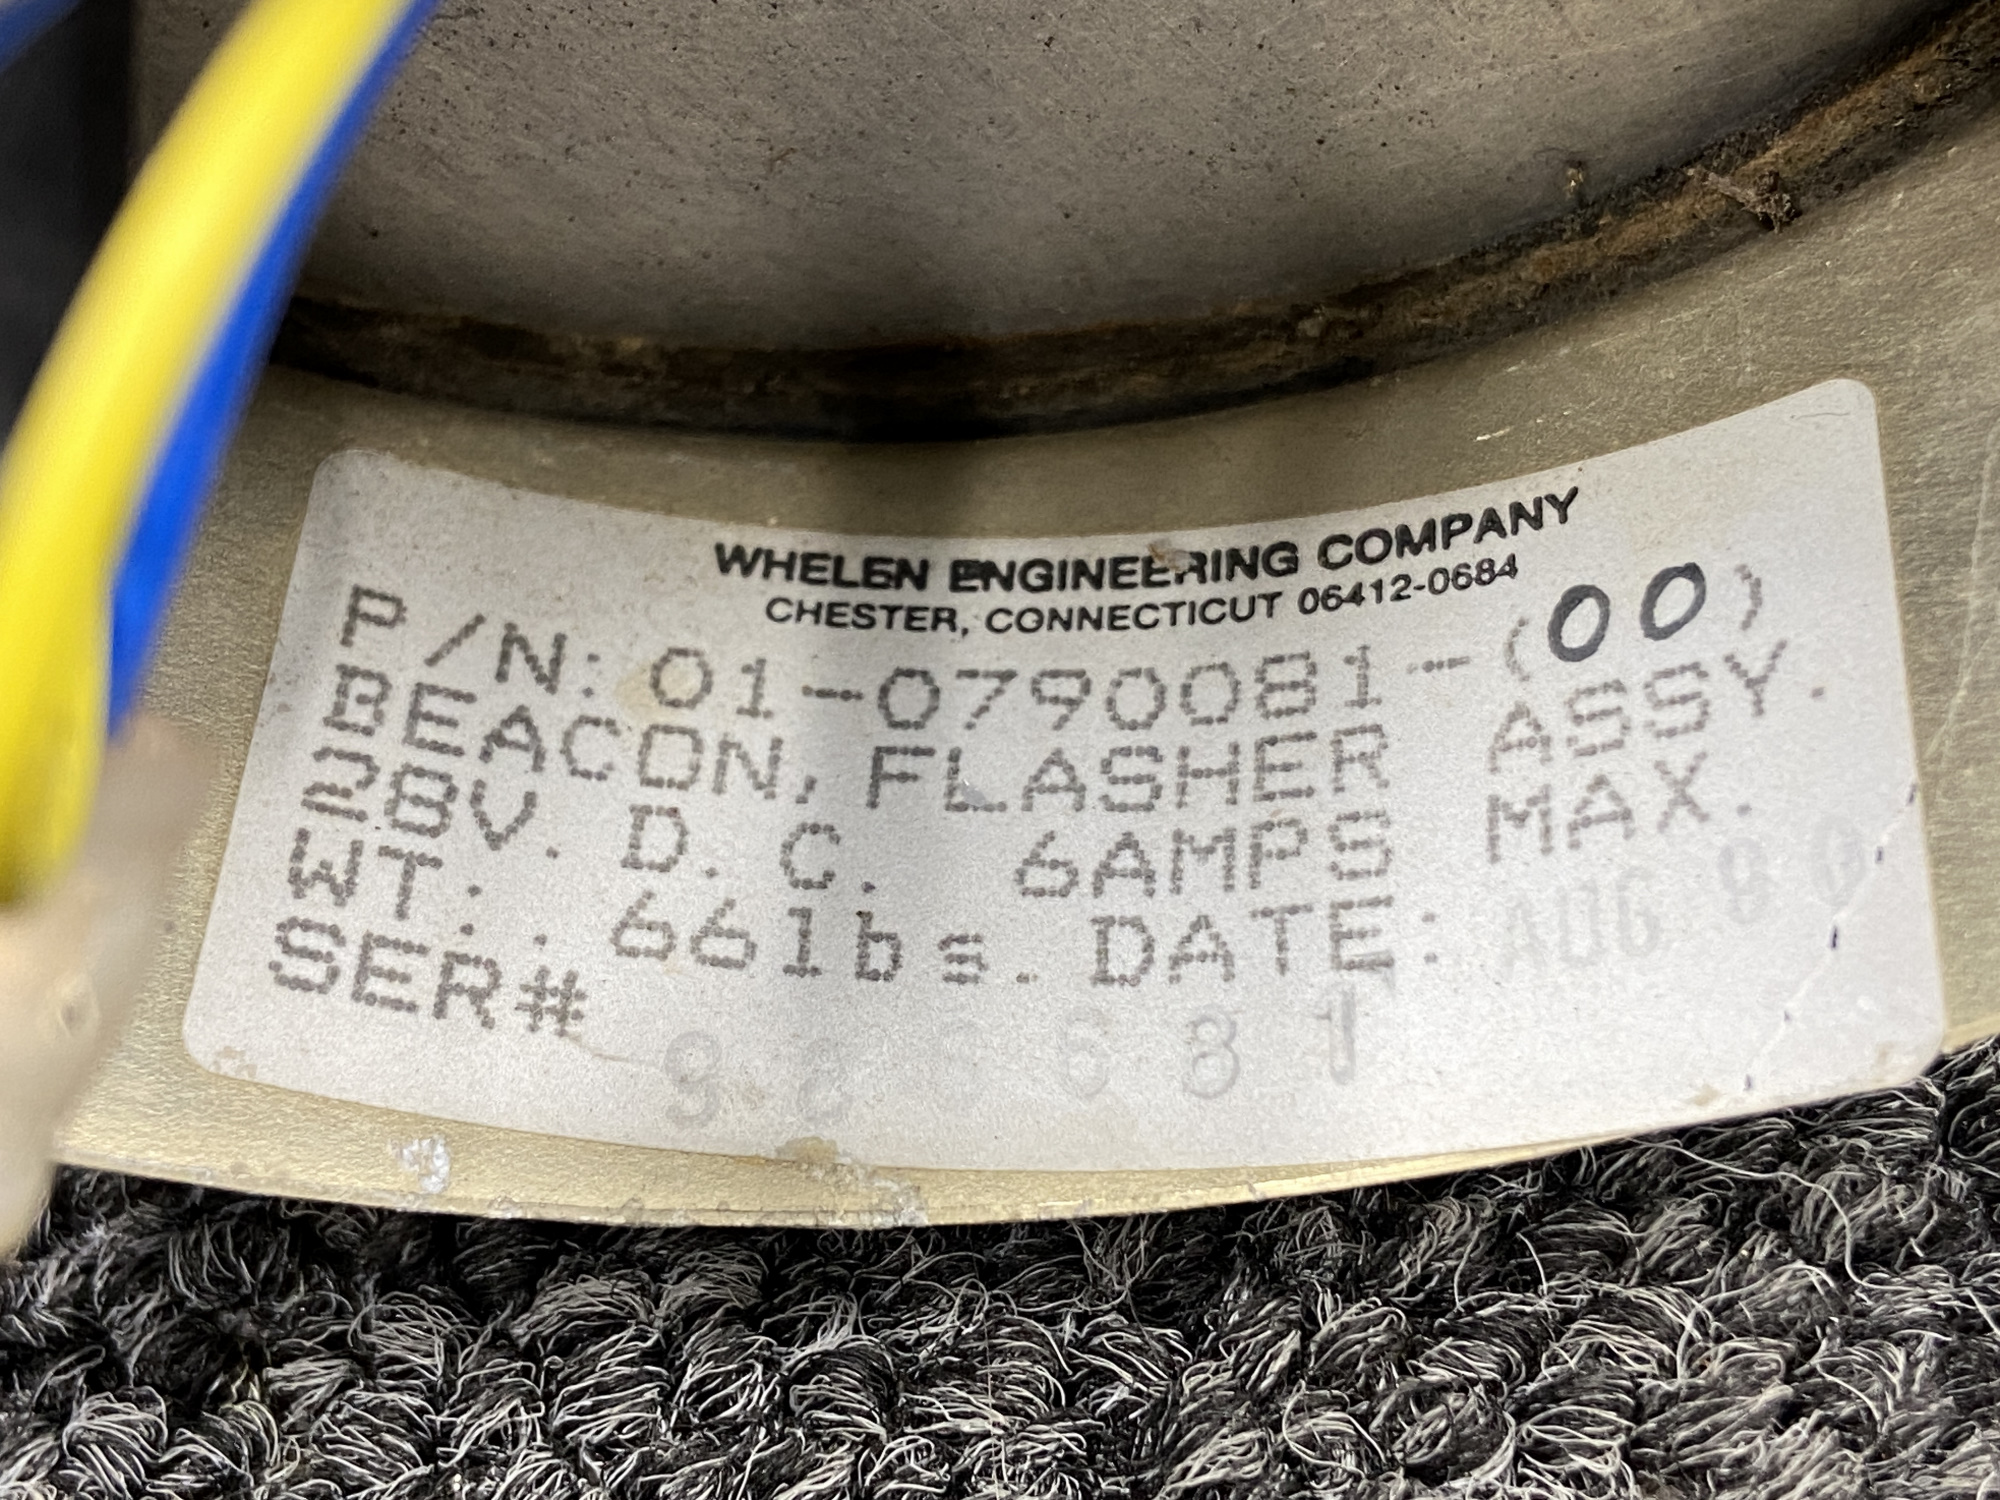 WHELEN ENGINEERING COMPANY
CHESTER, CONNECTICUT 06412-0684
P/N: 01-0790081-(00)
BEACON, FLASHER ASSY.
28V. D.C. 6AMPS MAX.
WT. .66lbs. DATE: AUG
SER#